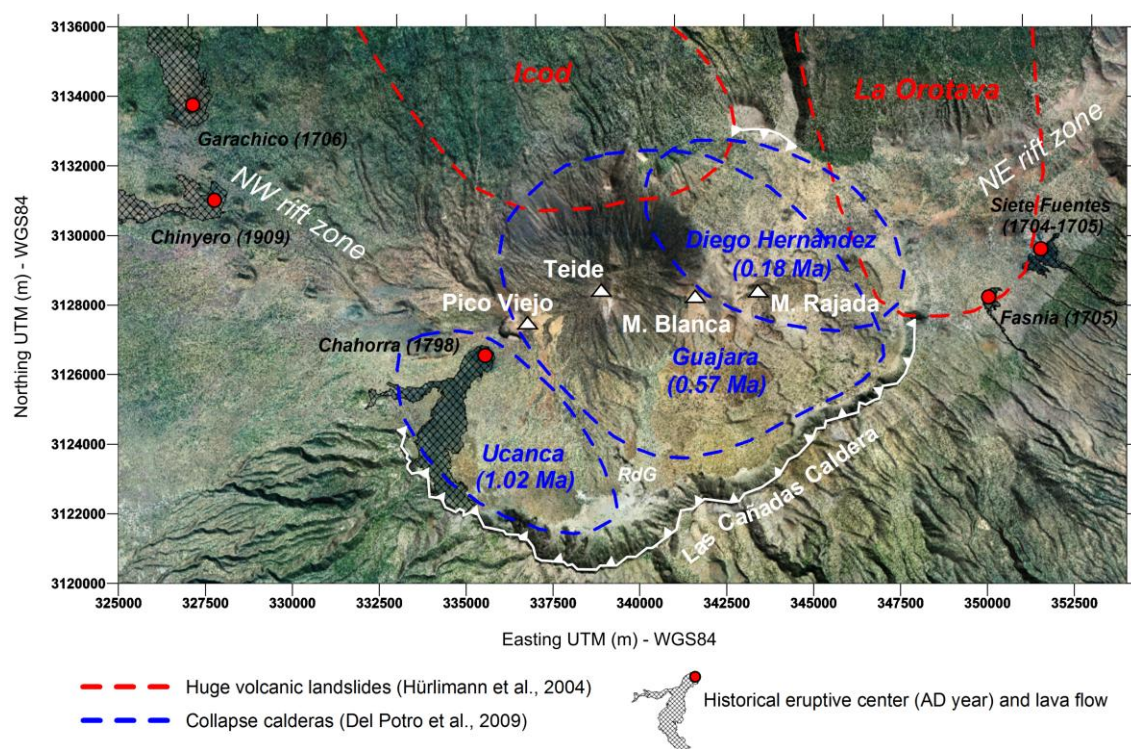 3136000
3134000
3132000
3130000
3128000
3126000
3124000
3122000
3120000
Northing UTM (m) - WGS84
Icod
La Orotava
Garachico (1706)
NW rift zone
Chinyero (1909)
NE rift zone
Siete Fuentes
(1704-1705)
Diego Hernández
(0.18 Ma)
Teide
Pico Viejo
M. Blanca
M. Rajada
Fasnia (1705)
Chahorra (1798)
Guajara
(0.57 Ma)
Ucanca
(1.02 Ma)
RdG
Las Cañadas Caldera
325000 327500 330000 332500 335000 337500 340000 342500 345000 347500 350000 352500
Easting UTM (m) - WGS84
Huge volcanic landslides (Hürlimann et al., 2004)
Collapse calderas (Del Potro et al., 2009)
Historical eruptive center (AD year) and lava flow